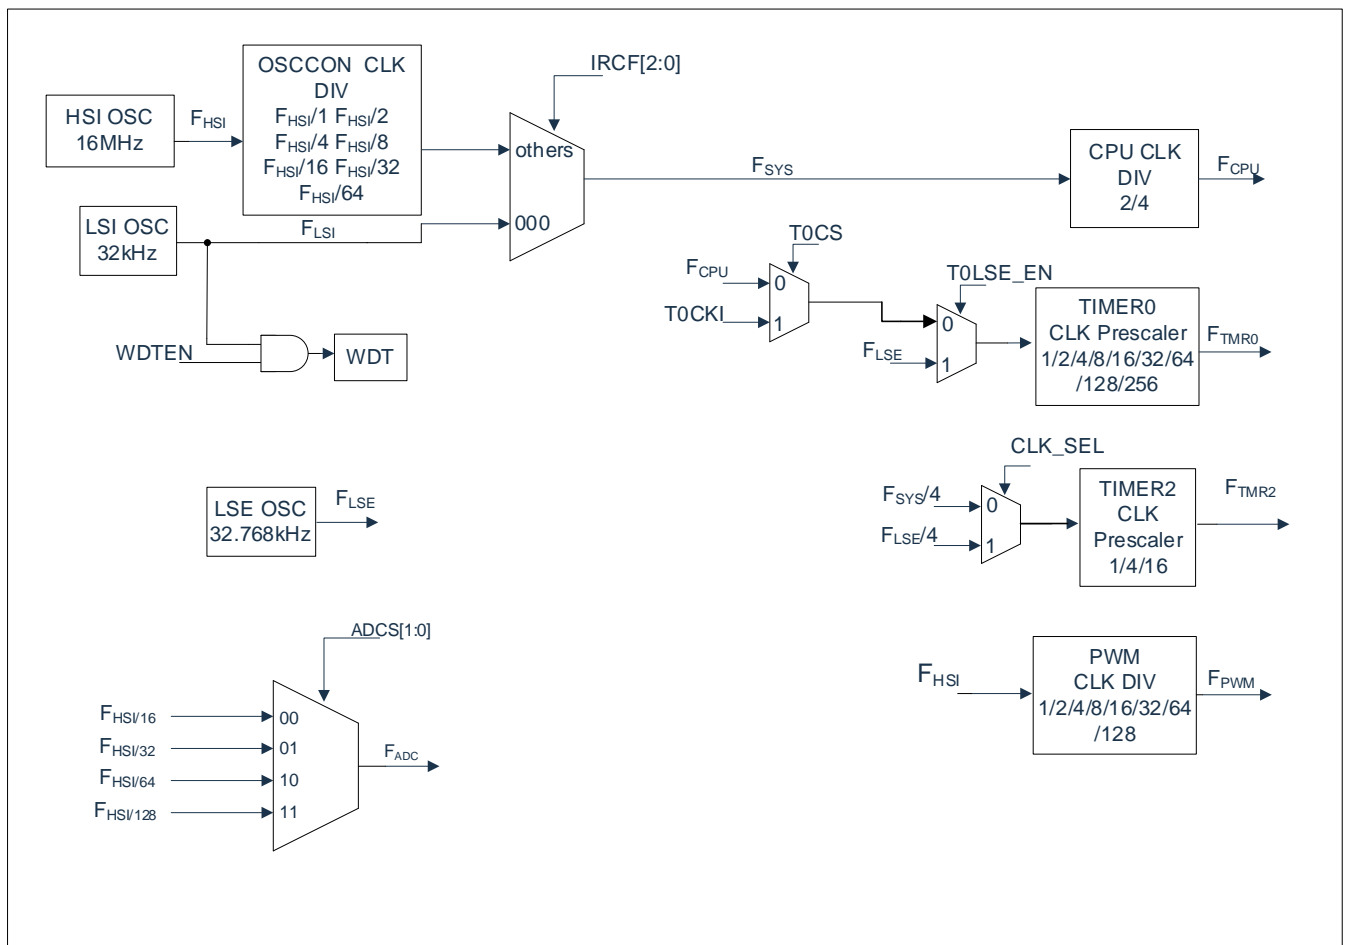 HSI OSC
16MHz
FHSI
OSCCON CLK
DIV
FHSI/1 FHSI/2
FHSI/4 FHSI/8
FHSI/16 FHSI/32
FHSI/64
IRCF[2:0]
others
000
FSYS
CPU CLK
DIV
2/4
FCPU
LSI OSC
32kHz
FLSI
WDTEN
WDT
T0CS
FCPU
0
T0CKI
1
T0LSE_EN
0
FLSE
1
TIMER0
CLK Prescaler
1/2/4/8/16/32/64
/128/256
FTMR0
LSE OSC
32.768kHz
FLSE
CLK_SEL
FSYS/4
0
FLSE/4
1
TIMER2
CLK
Prescaler
1/4/16
FTMR2
ADCS[1:0]
FHSI/16
00
FHSI/32
01
FHSI/64
10
FHSI/128
11
FADC
FHSI
PWM
CLK DIV
1/2/4/8/16/32/64
/128
FPWM